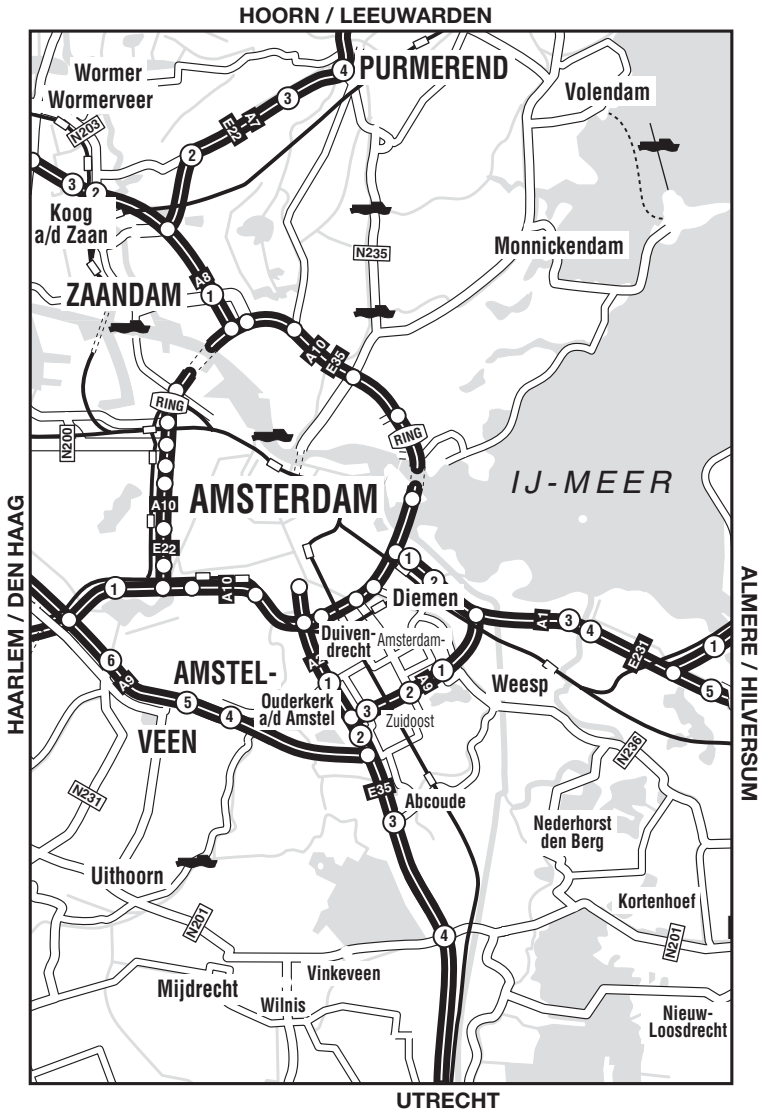 HOORN / LEEUWARDEN
4
PURMEREND
Wormer
Wormerveer
3
Volendam
A7
E22
N203
2
3
2
Koog
a/d Zaan
Monnickendam
N235
A8
ZAANDAM
1
A10
E35
RING
RING
N200
IJ-MEER
AMSTERDAM
A10
E22
HAARLEM / DEN HAAG
ALMERE / HILVERSUM
1
A10
1
2
Diemen
A1
3
4
Duiven-
drecht
Amsterdam-
E231
1
6
A9
AMSTEL-
1
A9
1
2
Weesp
5
5
4
Ouderkerk
a/d Amstel
3
Zuidoost
2
VEEN
N236
N231
E35
Abcoude
3
Nederhorst
den Berg
Uithoorn
Kortenhoef
N201
4
N201
Vinkeveen
Mijdrecht
Wilnis
Nieuw-
Loosdrecht
UTRECHT